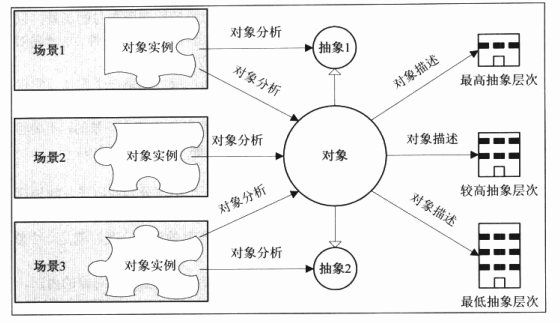 场景1
对象实例
对象分析
抽象1
对象分析
对象描述
最高抽象层次
场景2
对象实例
对象分析
对象
对象描述
较高抽象层次
场景3
对象实例
对象分析
对象分析
抽象2
对象描述
最低抽象层次